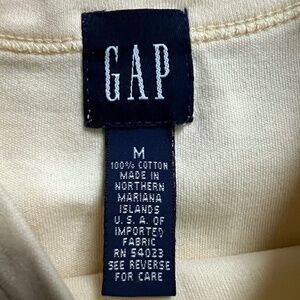 GAP
M
100% COTTON
MADE IN
NORTHERN
MARIANA
ISLANDS
U. S. A. OF
IMPORTED
FABRIC
RN 54023
SEE REVERSE
FOR CARE